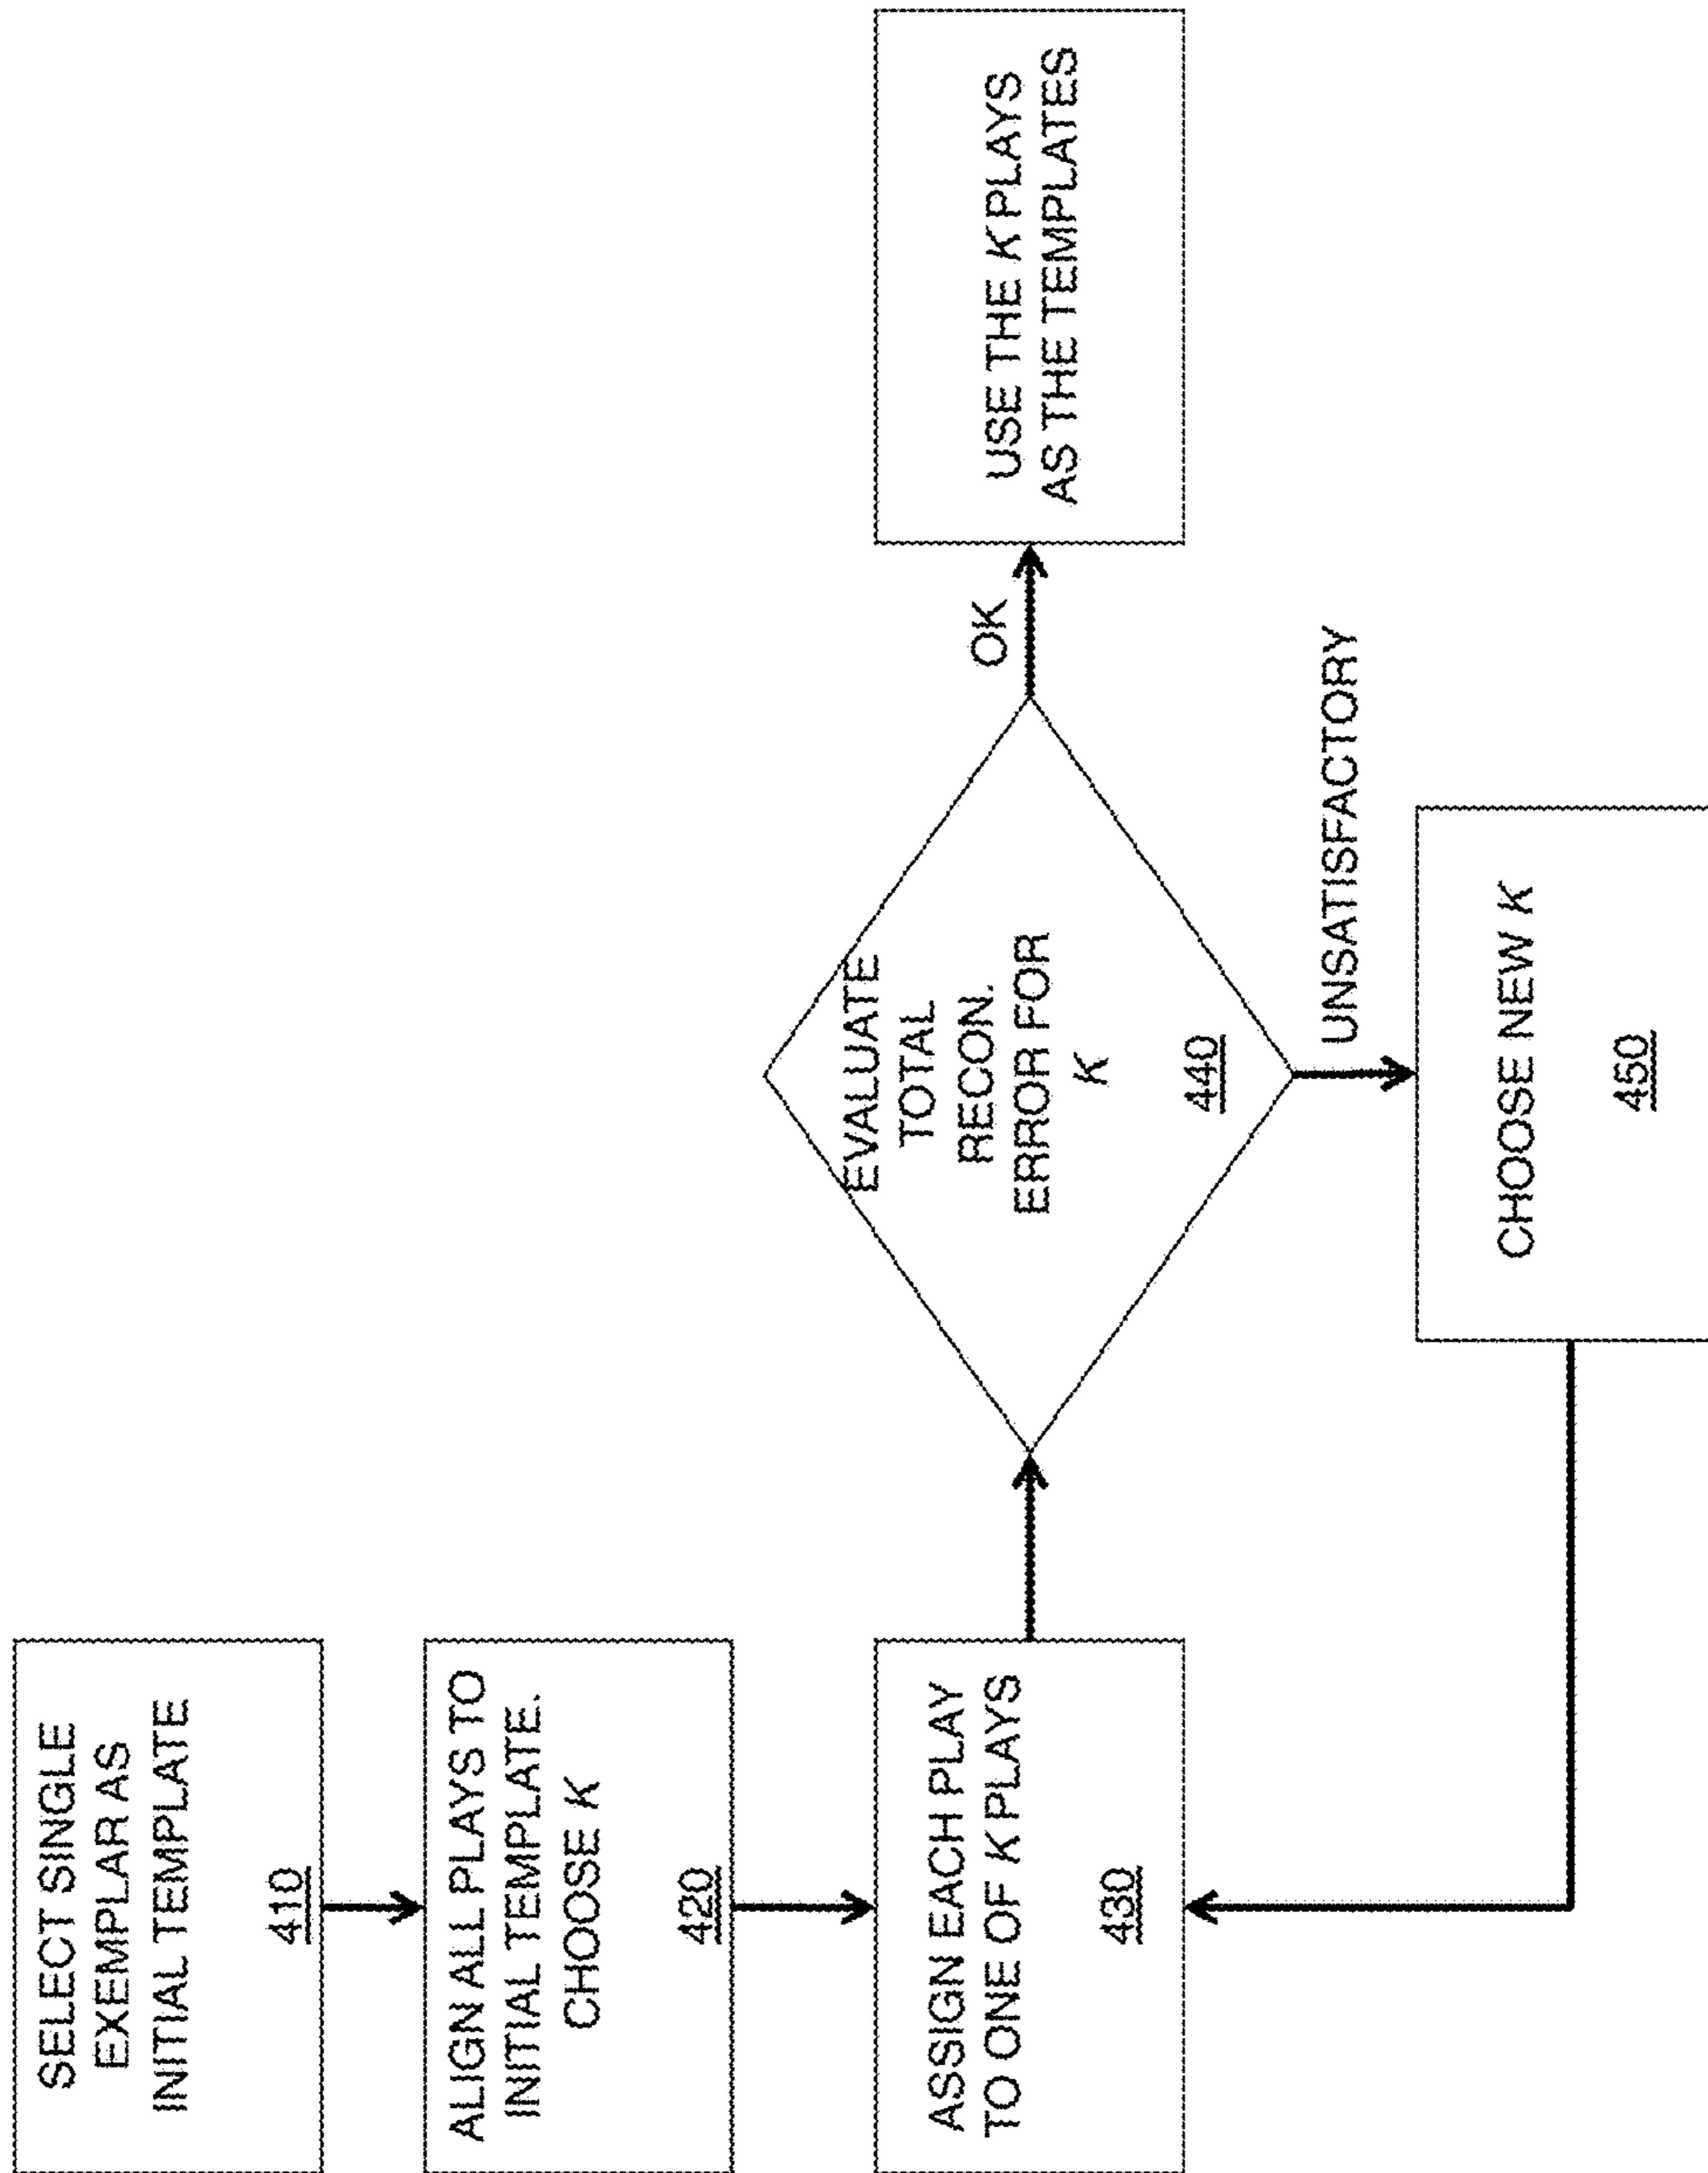 SELECT SINGLE
EXEMPLAR AS
INITIAL TEMPLATE
410
ALIGN ALL PLAYS TO
INITIAL TEMPLATE.
CHOOSE K
420
ASSIGN EACH PLAY
TO ONE OF K PLAYS
430
EVALUATE
TOTAL
RECON.
ERROR FOR
K
440
OK
USE THE K PLAYS
AS THE TEMPLATES
UNSATISFACTORY
CHOOSE NEW K
450